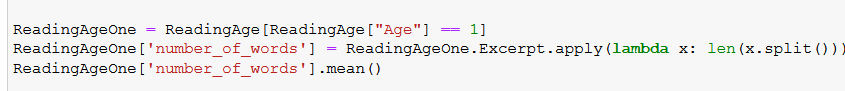 ReadingAgeOne = ReadingAge[ReadingAge["Age"] == 1]
ReadingAgeOne['number_of_words'] = ReadingAgeOne.Excerpt.apply(lambda x: len(x.split()))
ReadingAgeOne['number_of_words'].mean()